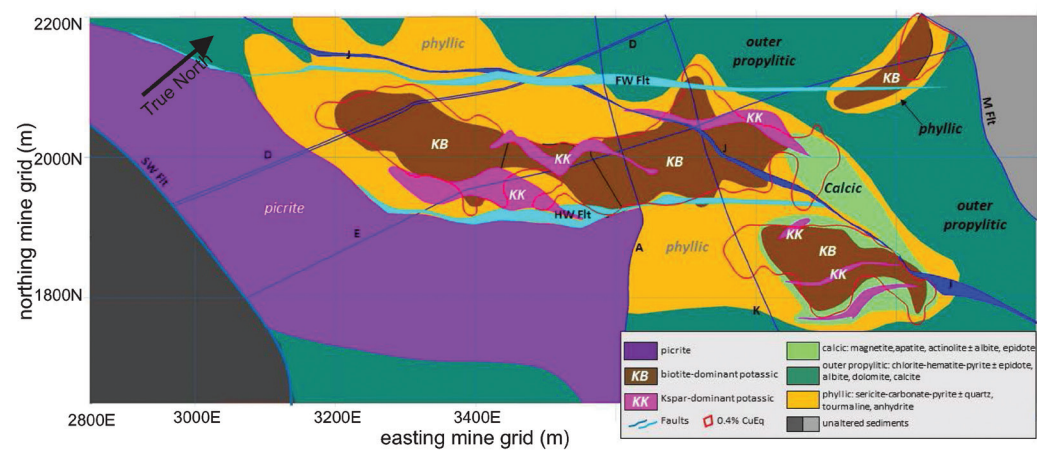 2200N
2000N
1800N
northing mine grid (m)
2800E
3000E
3200E
3400E
easting mine grid (m)
True North
phyllic
outer
propylitic
J
D
FW Flt
KB
phyllic
M Flt
KK
KB
KK
KB
J
Calcic
D
SW Flt
picrite
KK
HW Flt
E
A
phyllic
outer
propylitic
KK
KB
KK
J
K
picrite
KB biotite-dominant potassic
KK Kspar-dominant potassic
Faults 0.4% CuEq
calcic: magnetite,apatite, actinolite ± albite, epidote
outer propylitic: chlorite-hematite-pyrite ± epidote,
albite, dolomite, calcite
phyllic: sericite-carbonate-pyrite ± quartz,
tourmaline, anhydrite
unaltered sediments